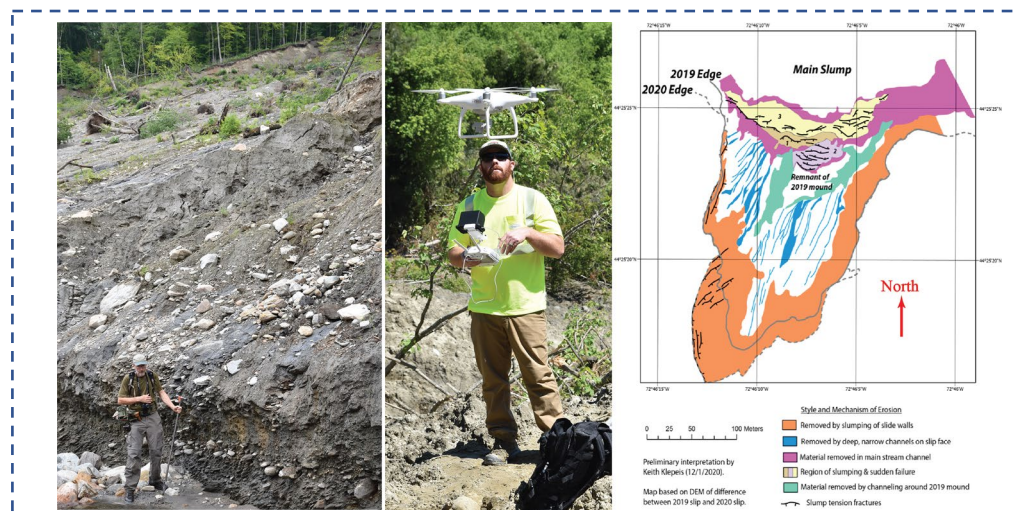 72°46'15"W
72°46'10"W
72°46'5"W
72°46'W
2019 Edge
2020 Edge
Main Slump
44°25'25"
44°25'25"
3
1
2
Remnant of
2019 mound
44°25'20"
44°25'20"
North
72°46'15"W
72°46'10"W
72°46'5"W
72°46'W
0 25 50 100 Meters
Preliminary interpretation by
Keith Klepeis (12/1/2020).
Map based on DEM of difference
between 2019 slip and 2020 slip.
Style and Mechanism of Erosion
Removed by slumping of slide walls
Removed by deep, narrow channels on slip face
Material removed in main stream channel
Region of slumping & sudden failure
Material removed by channeling around 2019 mound
Slump tension fractures